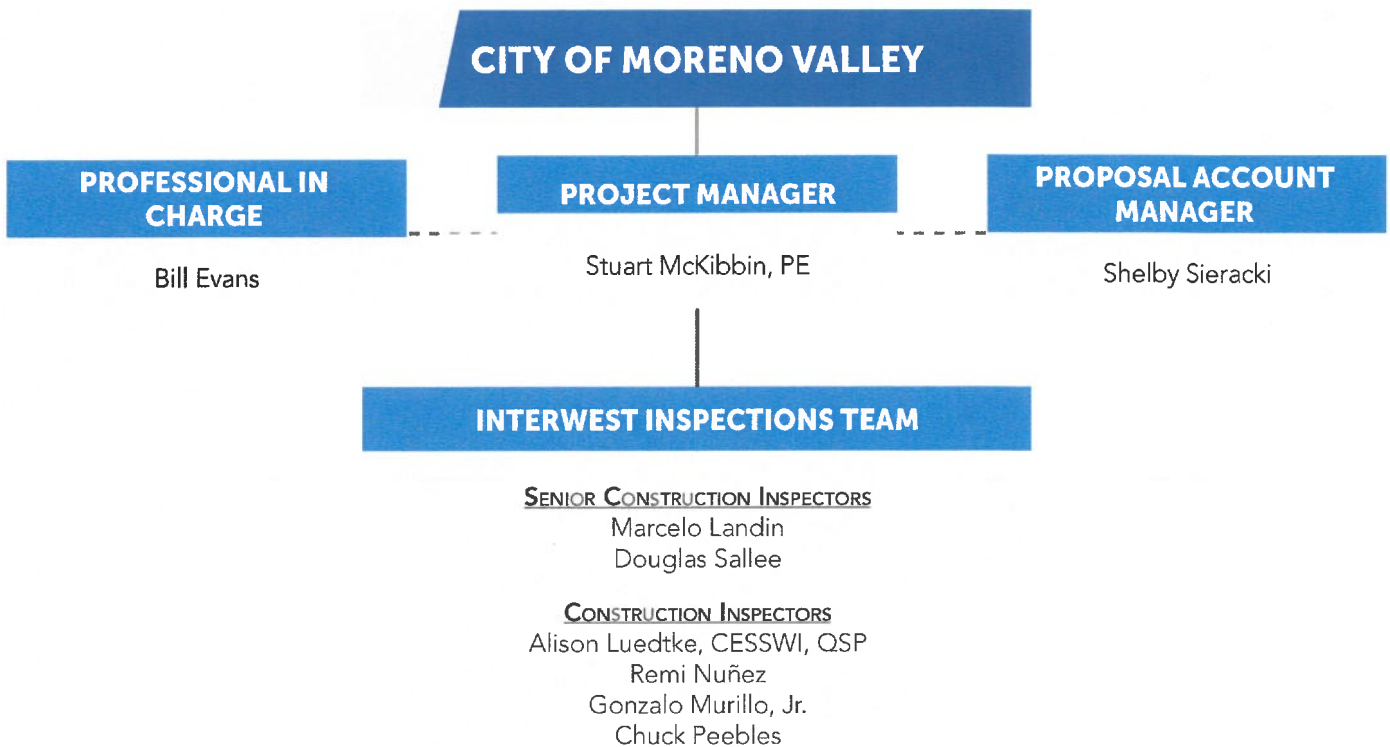 CITY OF MORENO VALLEY
PROFESSIONAL IN
CHARGE
Bill Evans
PROJECT MANAGER
Stuart McKibbin, PE
PROPOSAL ACCOUNT
MANAGER
Shelby Sieracki
INTERWEST INSPECTIONS TEAM
SENIOR CONSTRUCTION INSPECTORS
Marcelo Landin
Douglas Sallee
CONSTRUCTION INSPECTORS
Alison Luedtke, CESSWI, QSP
Remi Nuñez
Gonzalo Murillo, Jr.
Chuck Peebles